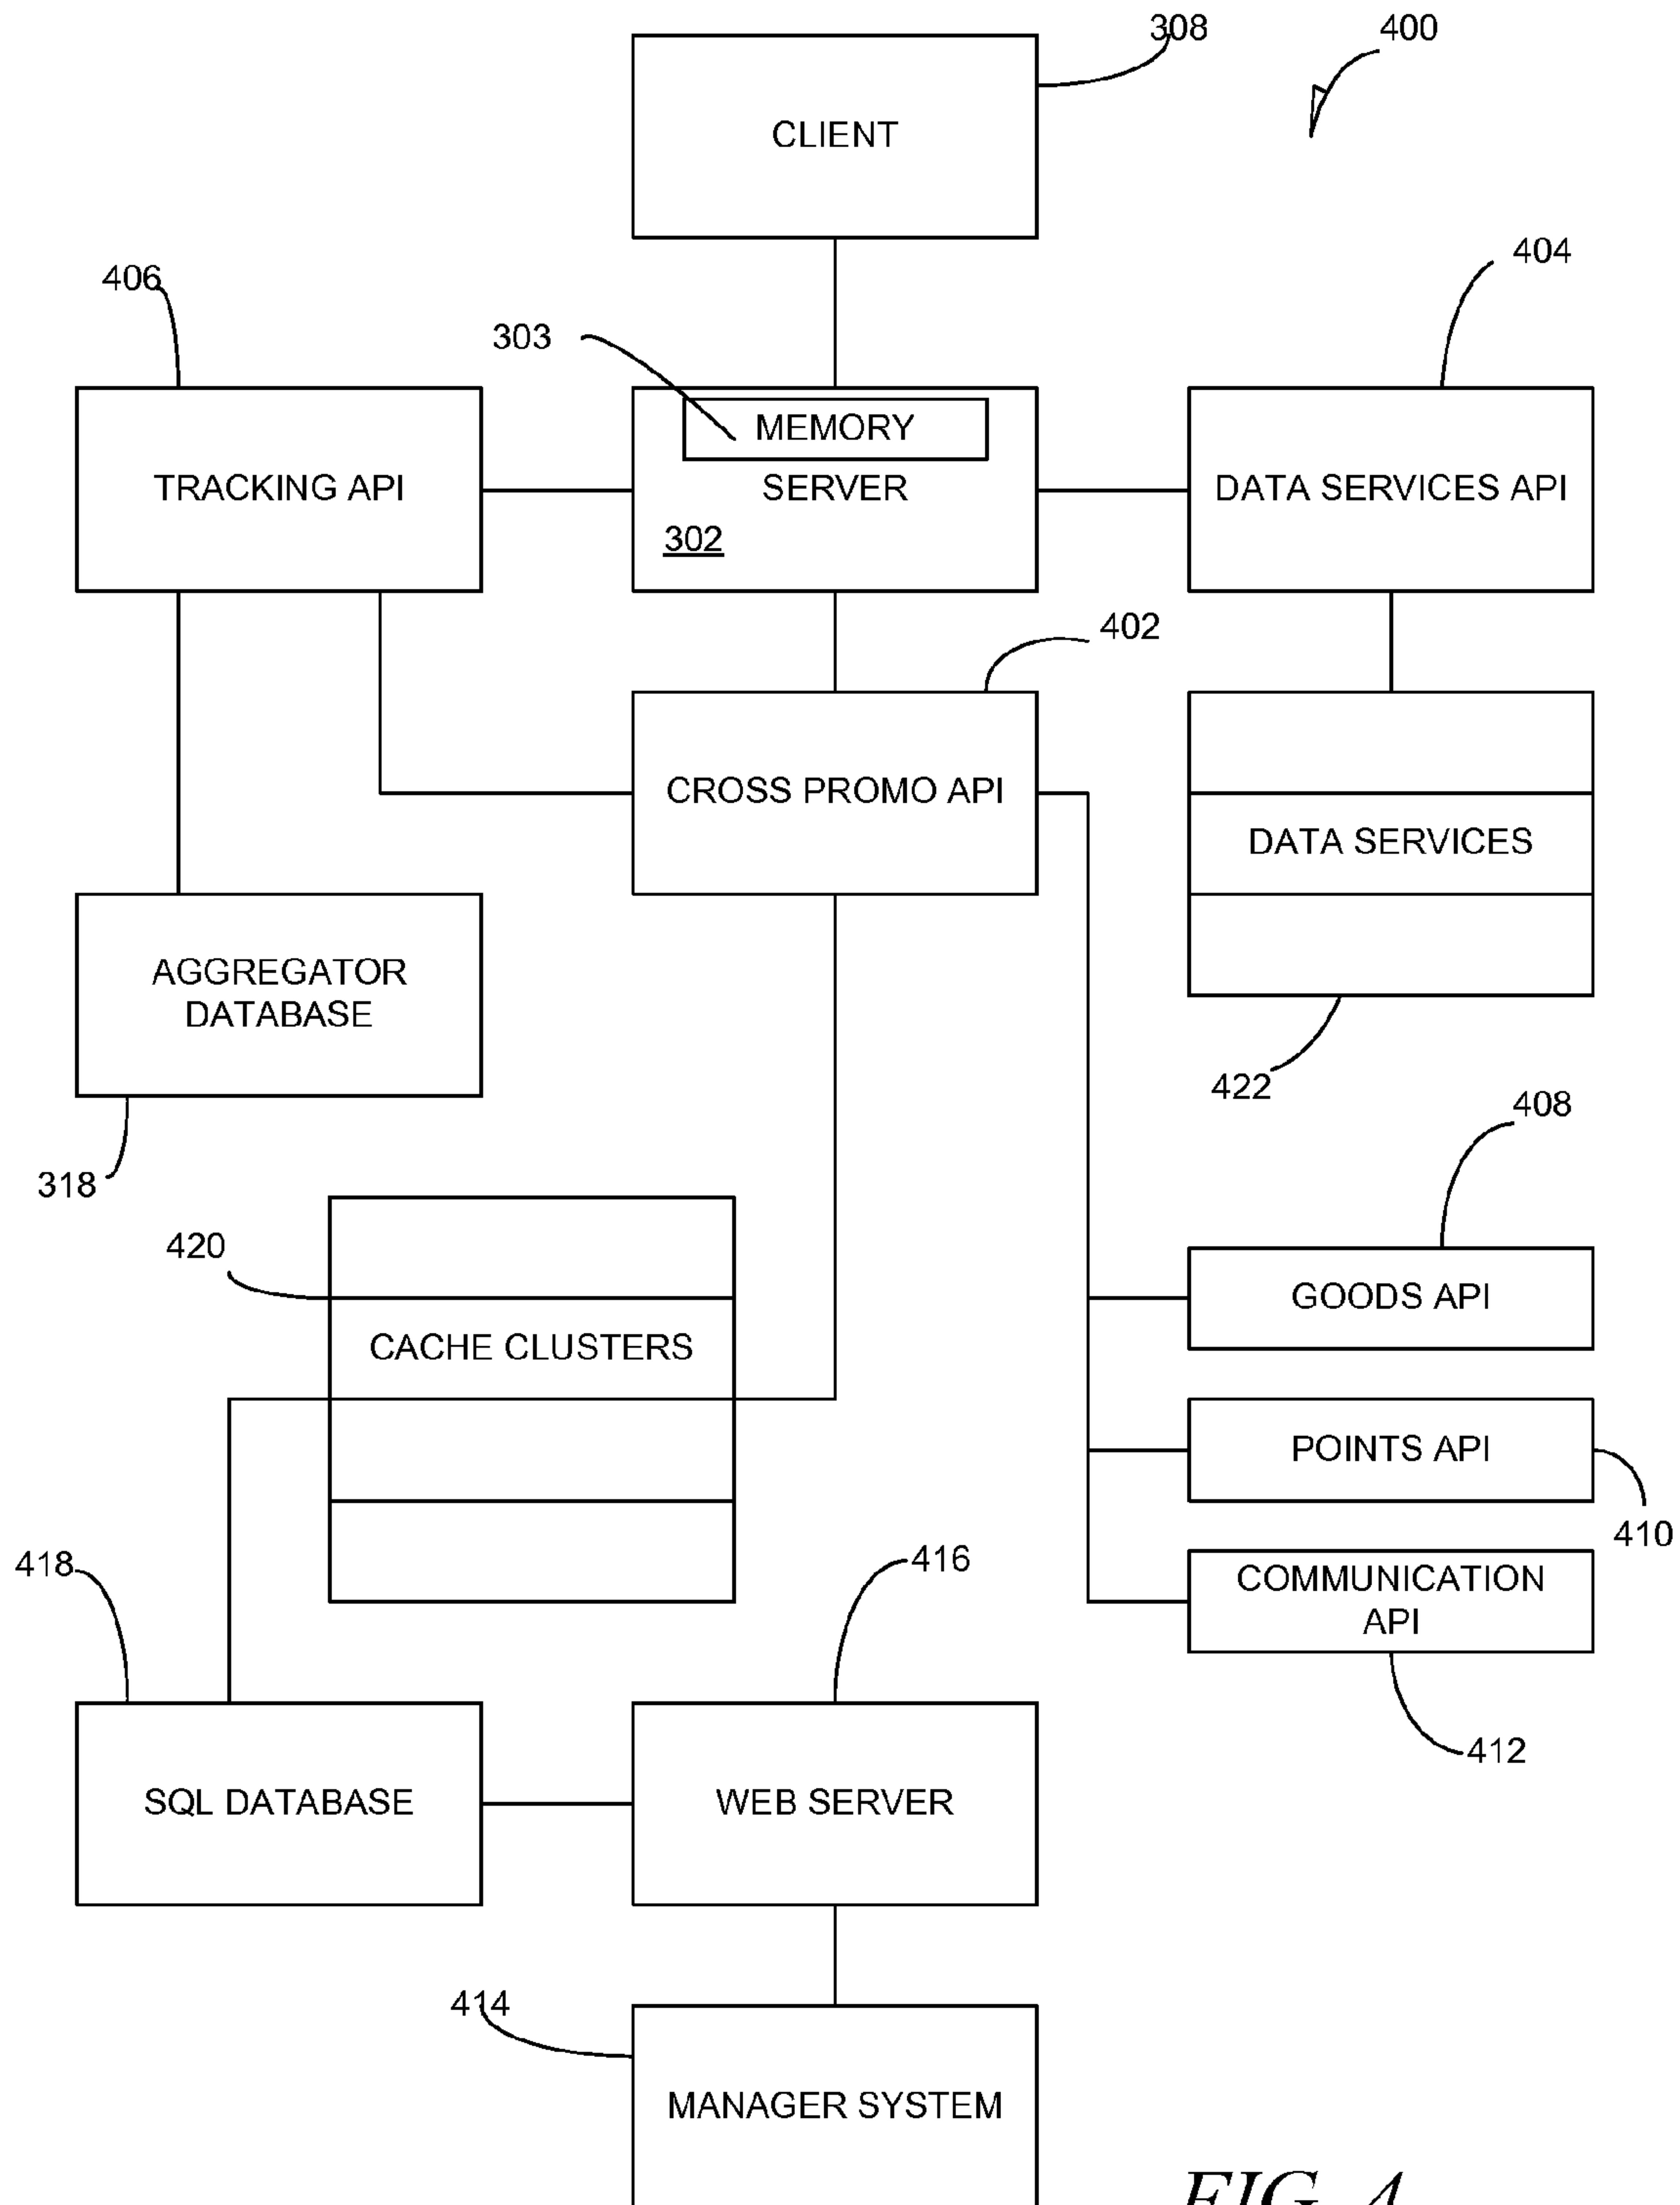 308
400
CLIENT
406
404
303
MEMORY
TRACKING API
SERVER
DATA SERVICES API
302
402
CROSS PROMO API
DATA SERVICES
AGGREGATOR
DATABASE
422
408
318
420
GOODS API
CACHE CLUSTERS
POINTS API
410
418
416
COMMUNICATION
API
412
SQL DATABASE
WEB SERVER
414
MANAGER SYSTEM
FIG. 4